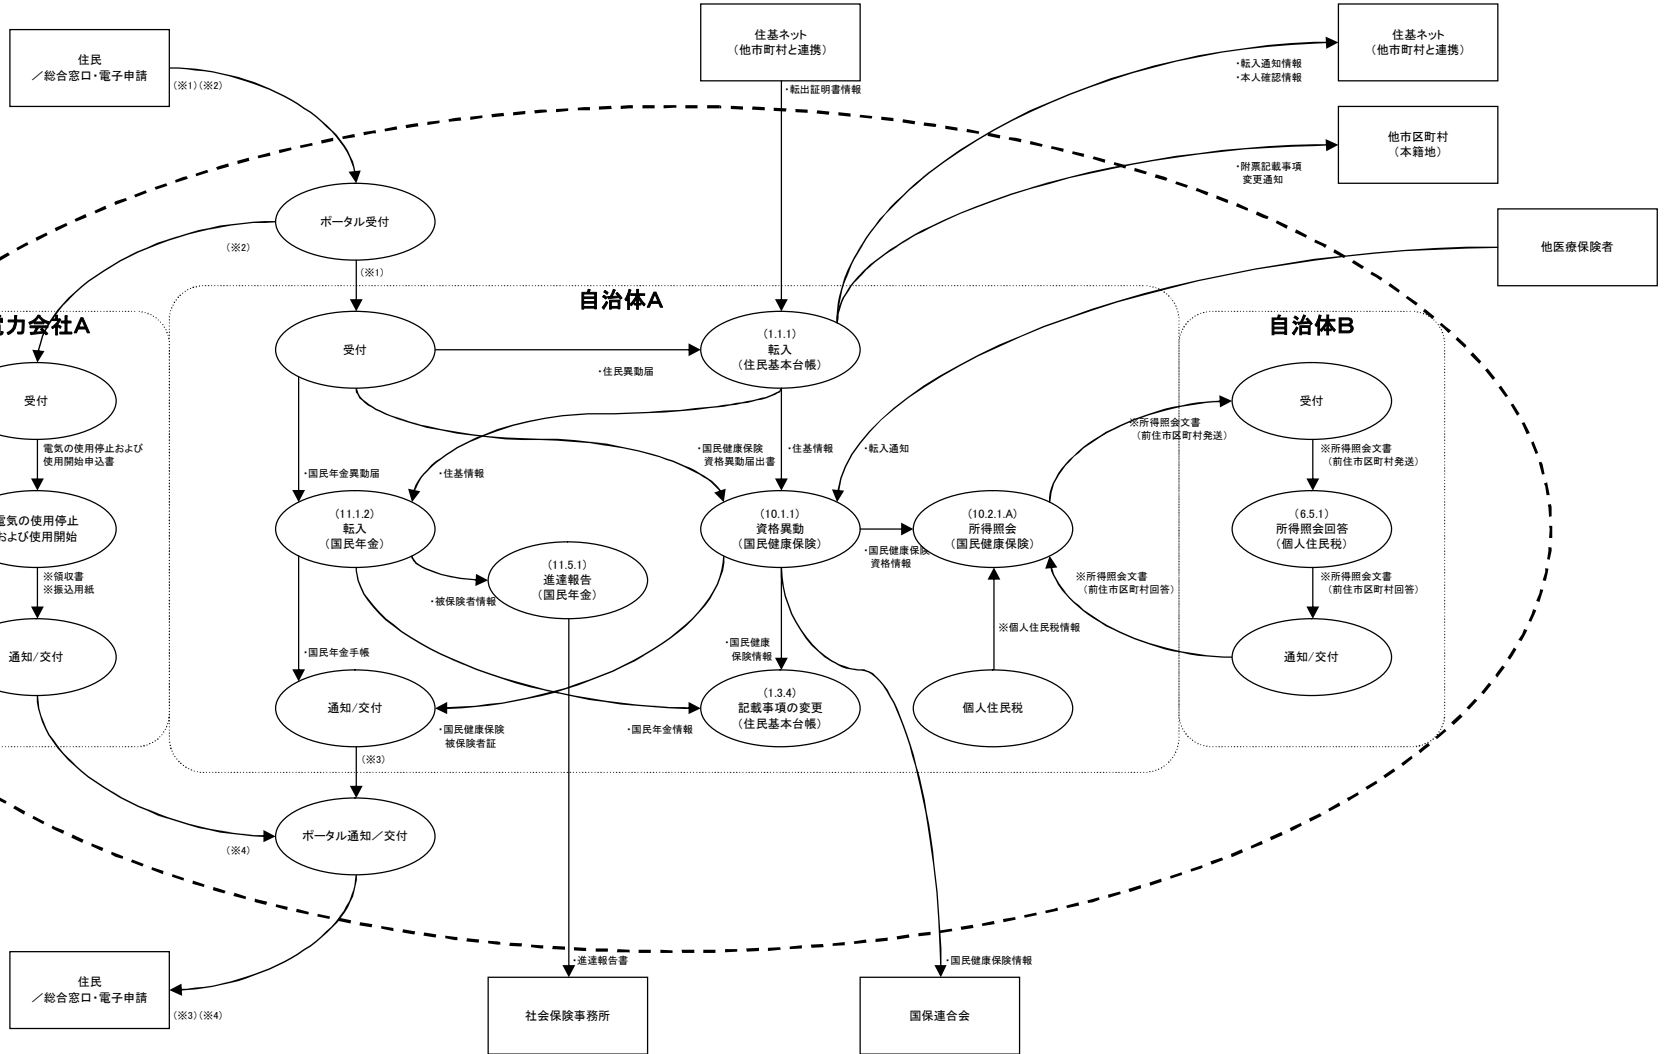 住民
／総合窓口・電子申請
（※1）（※2）
住基ネット
（他市町村と連携）
・転出証明書情報
住基ネット
（他市町村と連携）
・転入通知情報
・本人確認情報
他市区町村
（本籍地）
・附票記載事項
変更通知
他医療保険者
ポータル受付
（※2）
（※1）
力会社A
自治体A
自治体B
受付
電気の使用停止および
使用開始申込書
電気の使用停止
および使用開始
※領収書
※振込用紙
通知/交付
（※4）
受付
・住民異動届
(1.1.1)
転入
（住民基本台帳）
・国民年金異動届
・住基情報
・国民健康保険
資格異動届出書
・住基情報
・転入通知
(11.1.2)
転入
（国民年金）
(11.5.1)
進達報告
（国民年金）
・被保険者情報
(10.1.1)
資格異動
（国民健康保険）
・国民健康保険
資格情報
(10.2.1.A)
所得照会
（国民健康保険）
※個人住民税情報
個人住民税
・国民年金手帳
通知/交付
・国民健康保険
被保険者証
・国民健康
保険情報
・国民年金情報
(1.3.4)
記載事項の変更
（住民基本台帳）
（※3）
※所得照会文書
（前住市区町村発送）
受付
※所得照会文書
（前住市区町村発送）
(6.5.1)
所得照会回答
（個人住民税）
※所得照会文書
（前住市区町村回答）
※所得照会文書
（前住市区町村回答）
通知/交付
ポータル通知／交付
住民
／総合窓口・電子申請
（※3）（※4）
・進達報告書
社会保険事務所
・国民健康保険情報
国保連合会